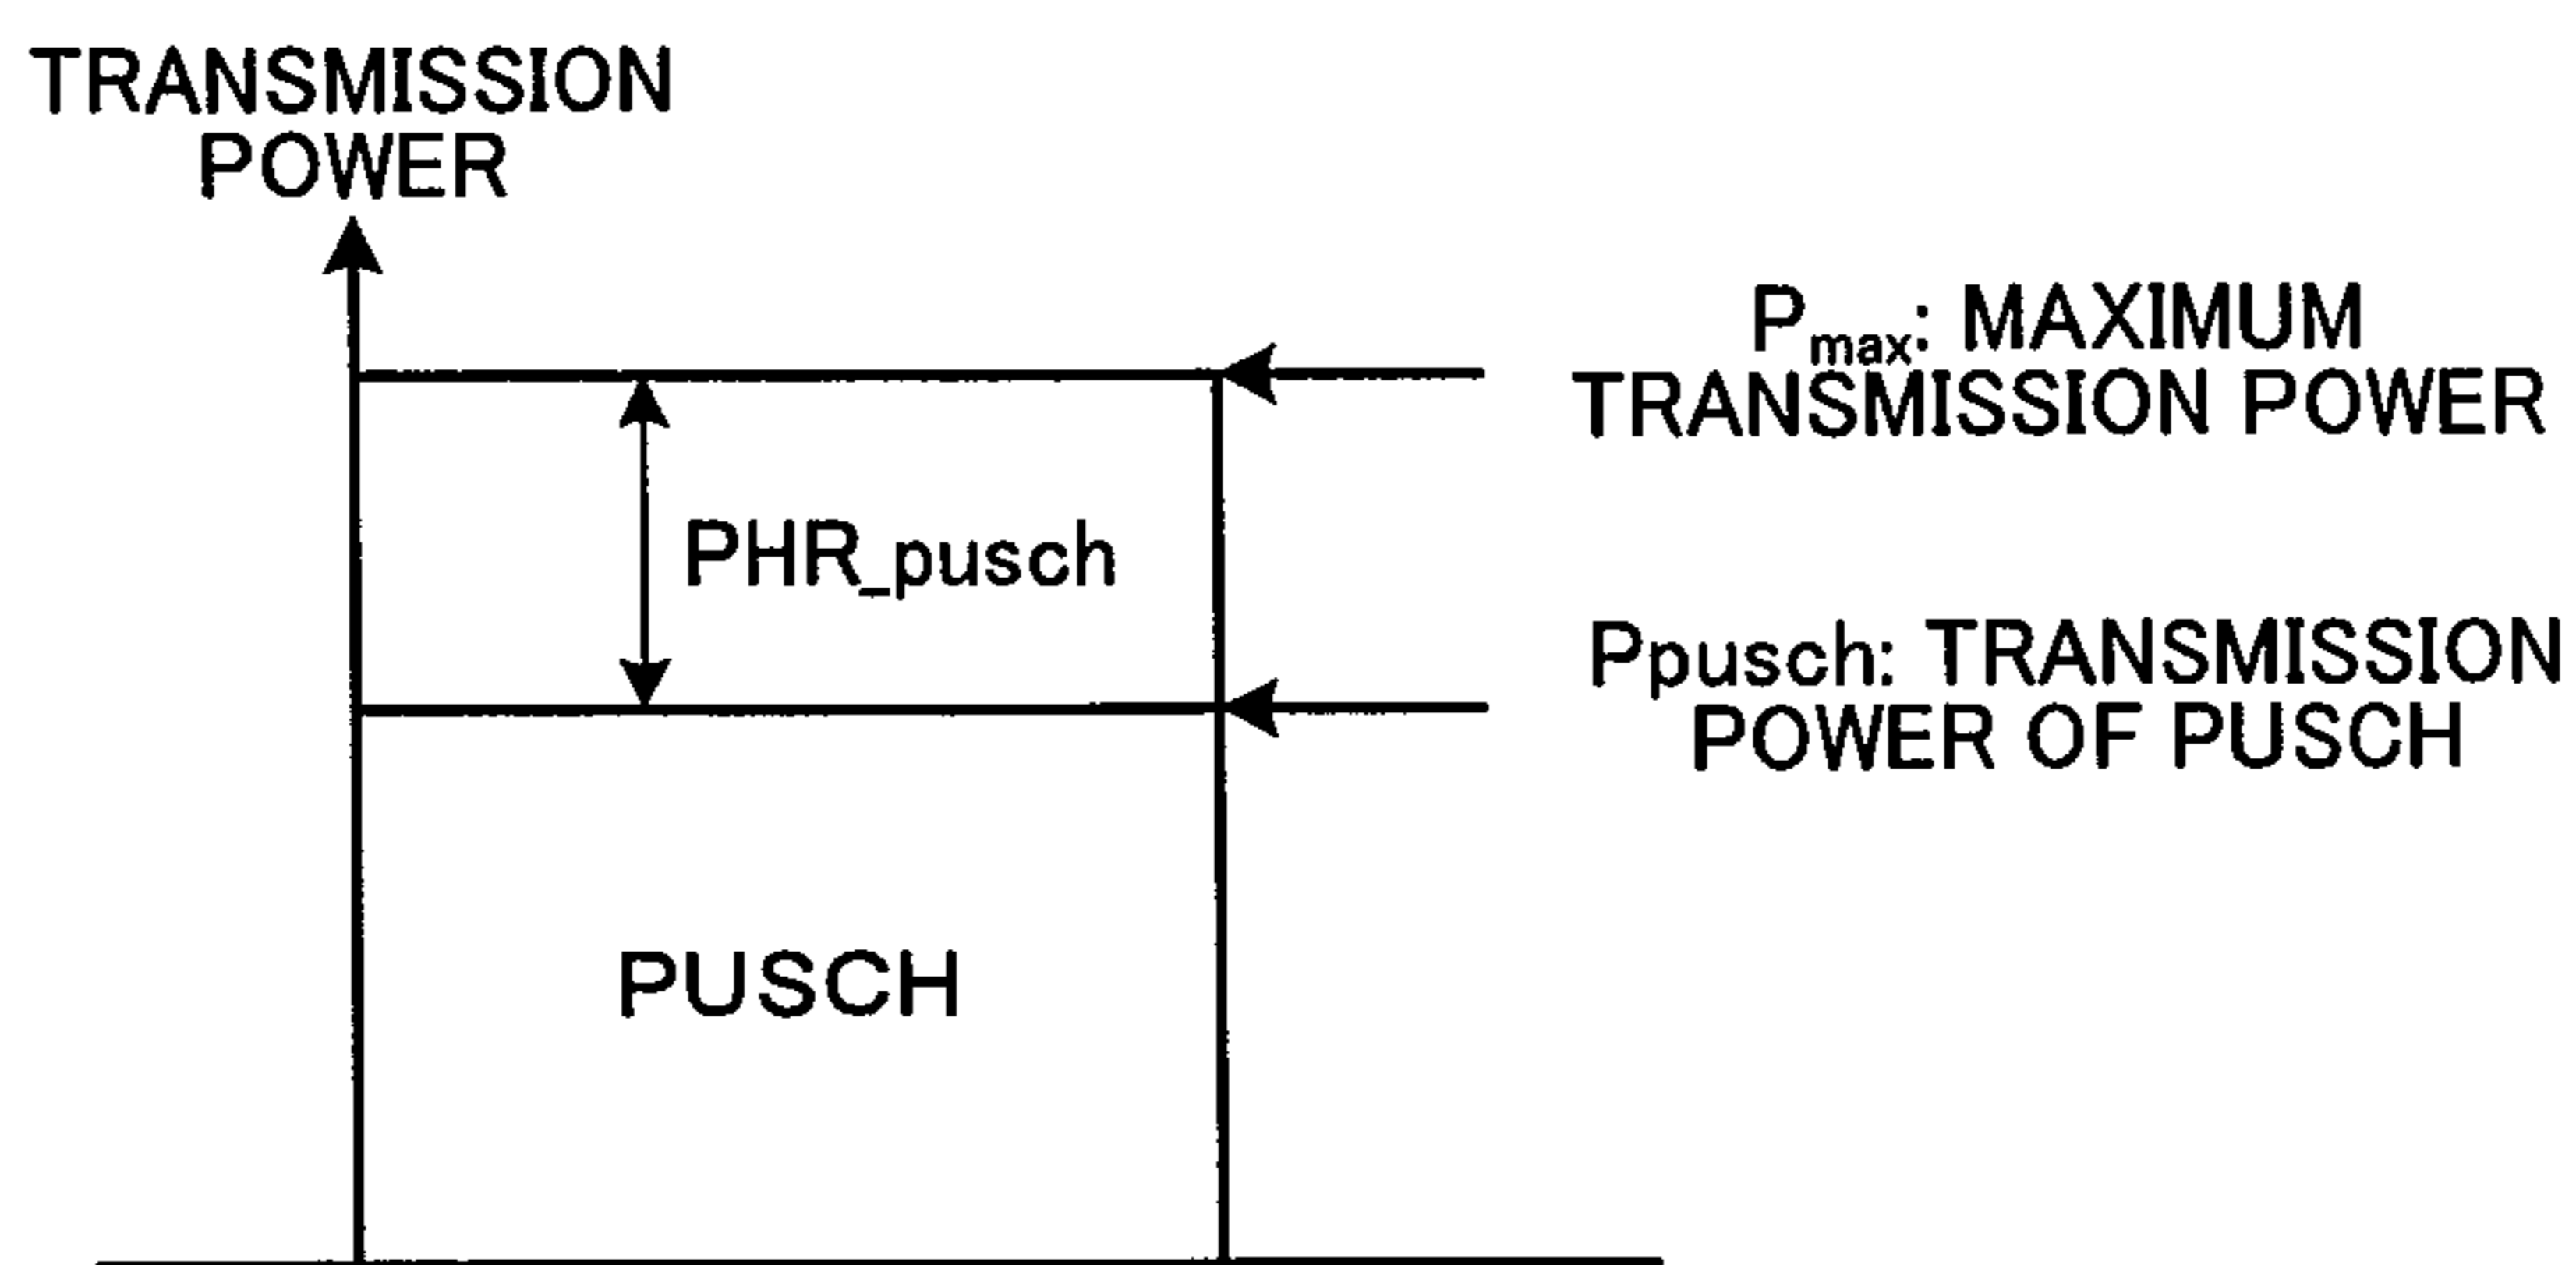 TRANSMISSION
POWER
Pmax: MAXIMUM
TRANSMISSION POWER
PHR_pusch
Ppusch: TRANSMISSION
POWER OF PUSCH
PUSCH